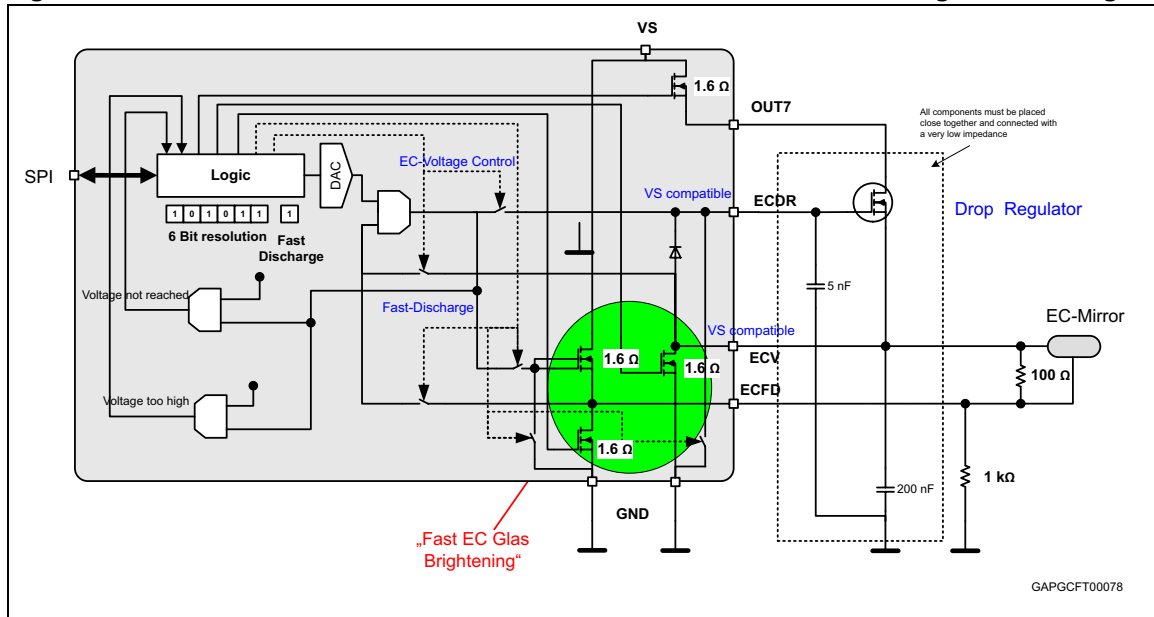 VS
1.6 Ω
OUT7
All components must be placed
close together and connected with
a very low impedance
SPI
Logic
DAC
EC-Voltage Control
VS compatible
ECDR
Drop Regulator
1 0 1 0 1 1 1
6 Bit resolution
Fast
Discharge
Voltage not reached
5 nF
Fast-Discharge
VS compatible
EC-Mirror
ECV
1.6 Ω
1.6 Ω
100 Ω
ECFD
Voltage too high
1.6 Ω
1 kΩ
200 nF
GND
„Fast EC Glas
Brightening“
GAPGCFT00078